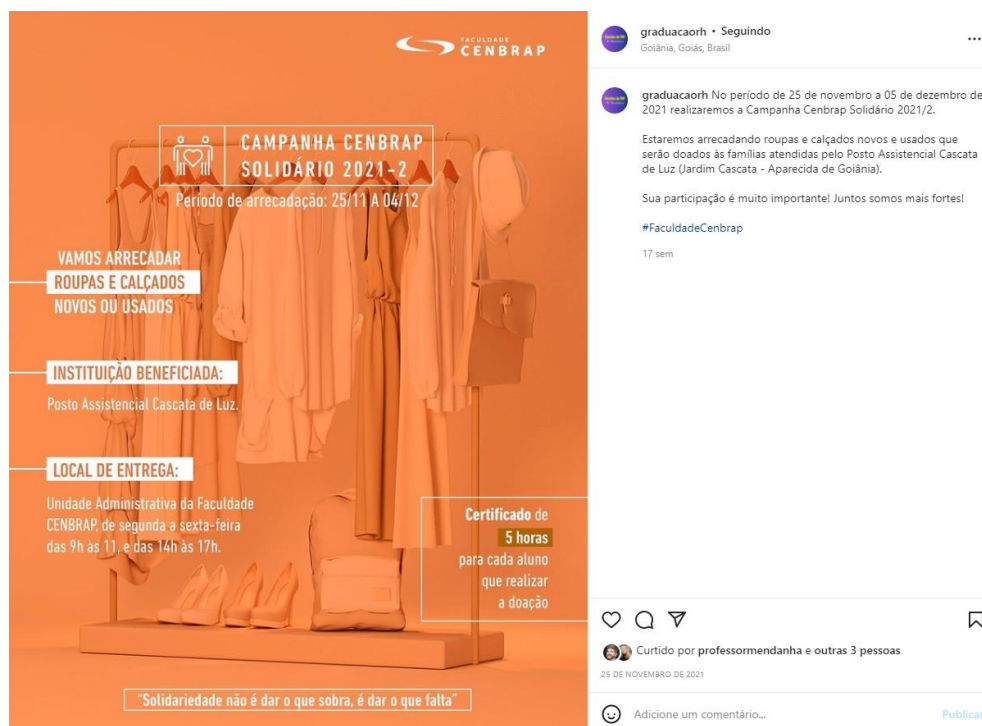 FACULDADE
CENBRAP
CAMPANHA CENBRAP
SOLIDÁRIO 2021-2
Período de arrecadação: 25/11 A 04/12
VAMOS ARRECADAR
ROUPAS E CALÇADOS
NOVOS OU USADOS
INSTITUIÇÃO BENEFICIADA:
Posto Assistencial Cascata de Luz.
LOCAL DE ENTREGA:
Unidade Administrativa da Faculdade
CENBRAP, de segunda a sexta-feira
das 9h às 11, e das 14h às 17h.
Certificado de
5 horas
para cada aluno
que realizar
a doação
"Solidariedade não é dar o que sobra, é dar o que falta"
graduacaorh • Seguindo
Goiânia, Goiás, Brasil
graduacaorh No período de 25 de novembro a 05 de dezembro de
2021 realizaremos a Campanha Cenbrap Solidário 2021/2.
Estaremos arrecadando roupas e calçados novos e usados que
serão doados às famílias atendidas pelo Posto Assistencial Cascata
de Luz (Jardim Cascata - Aparecida de Goiânia).
Sua participação é muito importante! Juntos somos mais fortes!
#FaculdadeCenbrap
17 sem
Curtido por professormendanha e outras 3 pessoas
25 DE NOVEMBRO DE 2021
Adicione um comentário...
Publicar